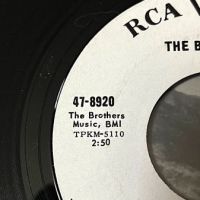 RCA
THE B
47-8920
The Brothers
Music, BMI
TPKM-5110
2:50